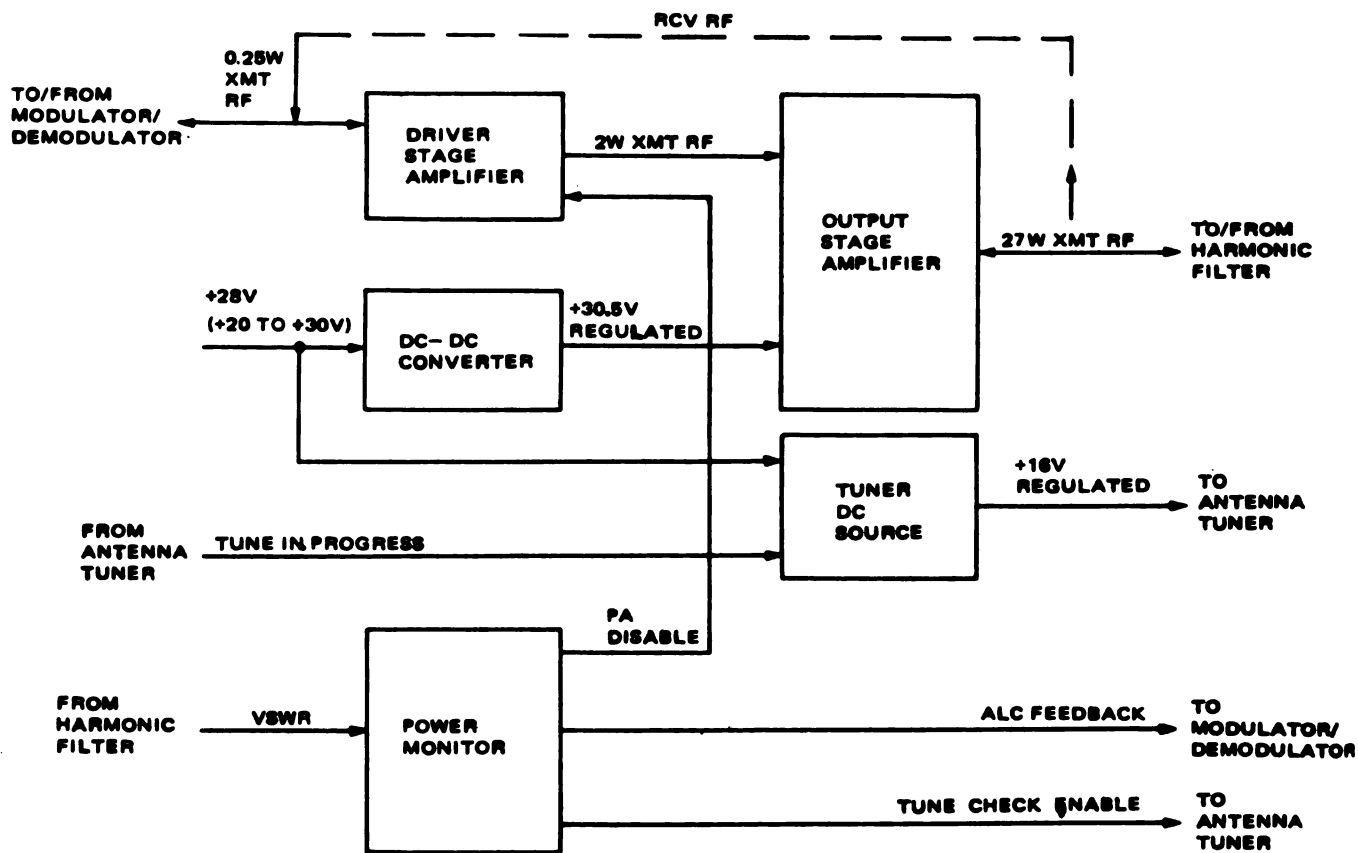 RCV RF
0.25W
XMT
RF
TO/FROM
MODULATOR/
DEMODULATOR
DRIVER
STAGE
AMPLIFIER
2W XMT RF
OUTPUT
STAGE
AMPLIFIER
27W XMT RF
TO/FROM
HARMONIC
FILTER
+28V
(+20 TO +30V)
DC-DC
CONVERTER
+30.5V
REGULATED
TUNER
DC
SOURCE
+16V
REGULATED
TO
ANTENNA
TUNER
FROM
ANTENNA
TUNER
TUNE IN PROGRESS
PA
DISABLE
FROM
HARMONIC
FILTER
VSWR
POWER
MONITOR
ALC FEEDBACK
TO
MODULATOR/
DEMODULATOR
TUNE CHECK ENABLE
TO
ANTENNA
TUNER